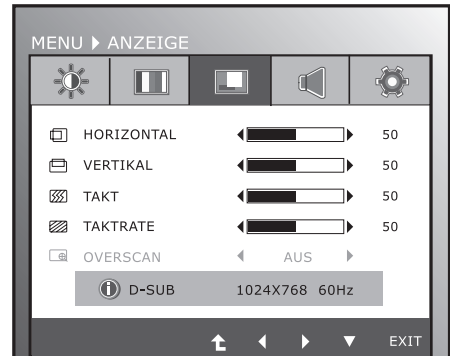 MENU ▶ ANZEIGE
HORIZONTAL 50
VERTIKAL 50
TAKT 50
TAKTRATE 50
OVERSCAN AUS
D-SUB 1024X768 60Hz
EXIT